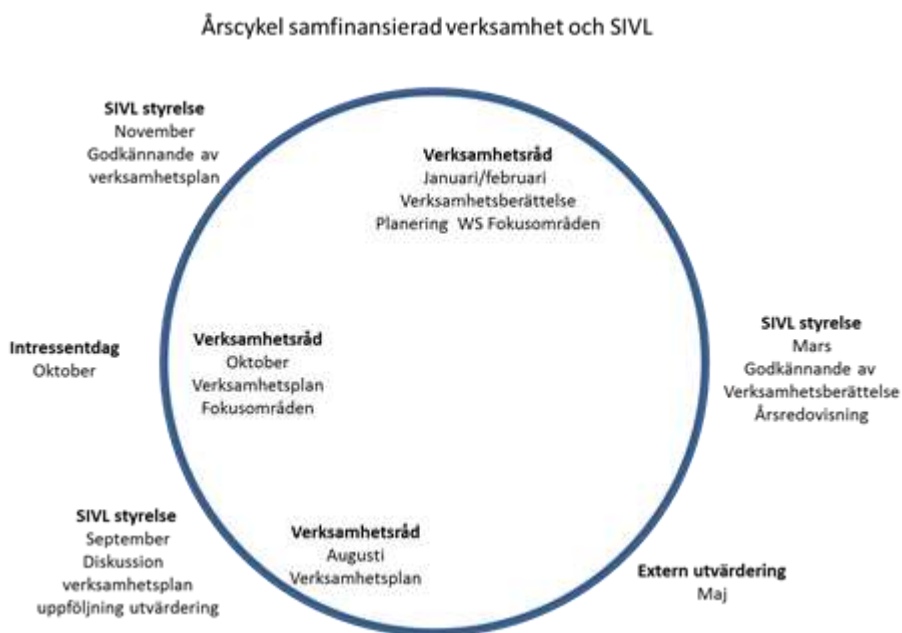 Årscykel samfinansierad verksamhet och SIVL
SIVL styrelse
November
Godkännande av
verksamhetsplan
Verksamhetsråd
Januari/februari
Verksamhetsberättelse
Planering WS Fokusområden
Intressentdag
Oktober
Verksamhetsråd
Oktober
Verksamhetsplan
Fokusområden
SIVL styrelse
Mars
Godkännande av
Verksamhetsberättelse
Årsredovisning
SIVL styrelse
September
Diskussion
verksamhetsplan
uppföljning utvärdering
Verksamhetsråd
Augusti
Verksamhetsplan
Extern utvärdering
Maj